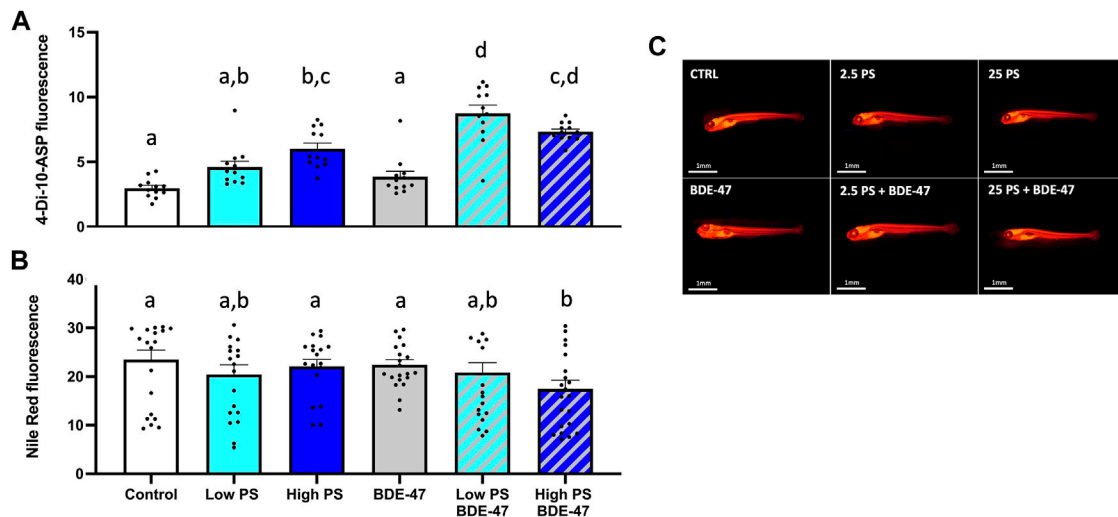 A
4-Di-10-ASP fluorescence
15
10
5
0
a
a,b
b,c
a
d
c,d
B
Nile Red fluorescence
40
30
20
10
0
a
a,b
a
a
a,b
b
Control
Low PS
High PS
BDE-47
Low PS
BDE-47
High PS
BDE-47
C
CTRL
1mm
2.5 PS
1mm
25 PS
1mm
BDE-47
1mm
2.5 PS + BDE-47
1mm
25 PS + BDE-47
1mm